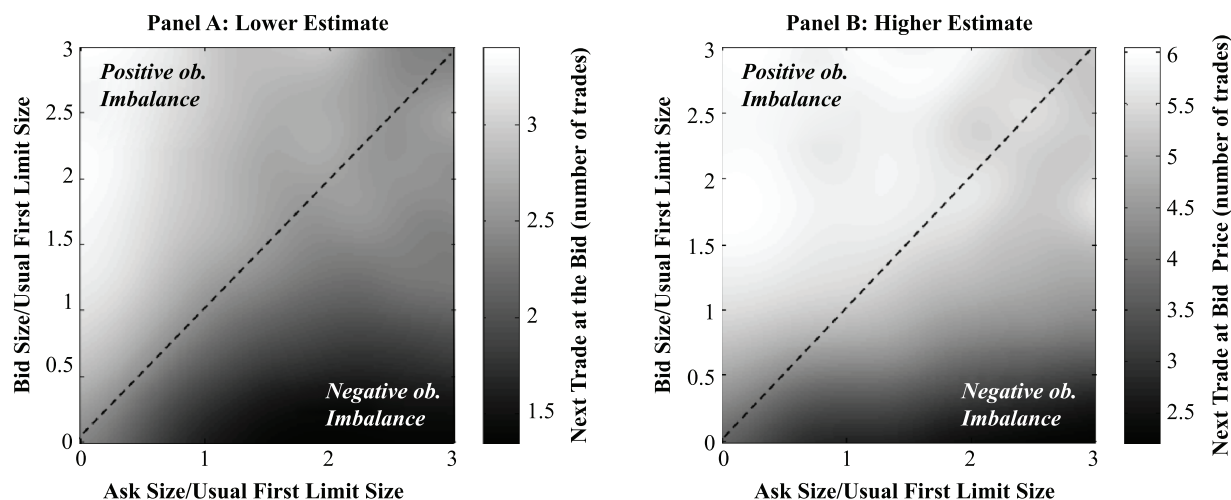 Panel A: Lower Estimate
Positive ob.
Imbalance
Negative ob.
Imbalance
3
2.5
2
1.5
1
0.5
0
0
1
2
3
Bid Size/Usual First Limit Size
Ask Size/Usual First Limit Size
3
2.5
2
1.5
Next Trade at the Bid (number of trades)
Panel B: Higher Estimate
Positive ob.
Imbalance
Negative ob.
Imbalance
3
2.5
2
1.5
1
0.5
0
0
1
2
3
Bid Size/Usual First Limit Size
Ask Size/Usual First Limit Size
6
5.5
5
4.5
4
3.5
3
2.5
Next Trade at Bid Price (number of trades)